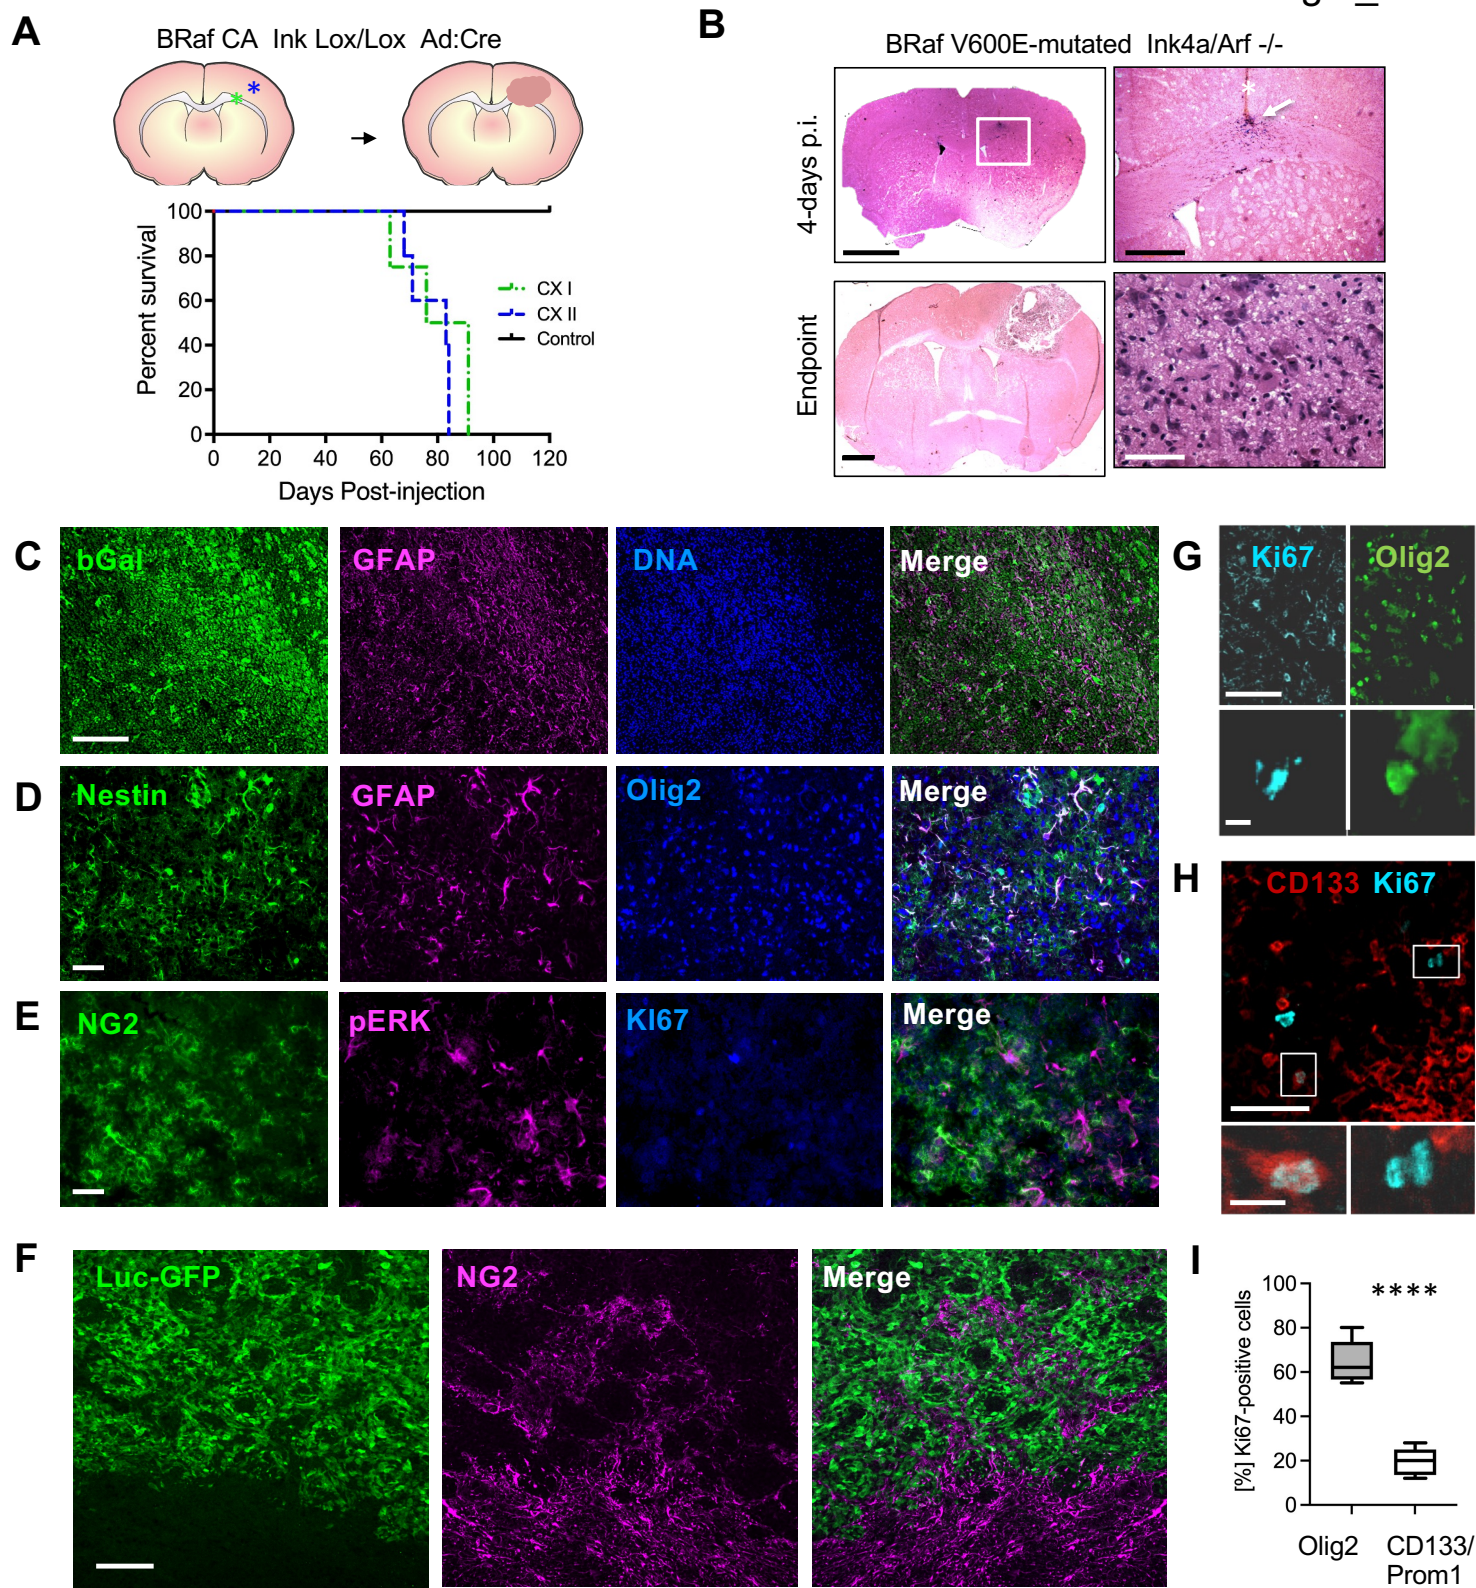 A
BRaf CA Ink Lox/Lox Ad:Cre
*
*
Percent survival
100
80
60
40
20
0
0 20 40 60 80 100 120
Days Post-injection
CX I
CX II
Control
B
BRaf V600E-mutated Ink4a/Arf -/-
4-days p.i.
*
Endpoint
C
bGal GFAP DNA Merge
D
Nestin GFAP Olig2 Merge
E
NG2 pERK KI67 Merge
F
Luc-GFP NG2 Merge
G
Ki67 Olig2
H
CD133 Ki67
I
[%] Ki67-positive cells
100
80
60
40
20
0
****
Olig2 CD133/
Prom1